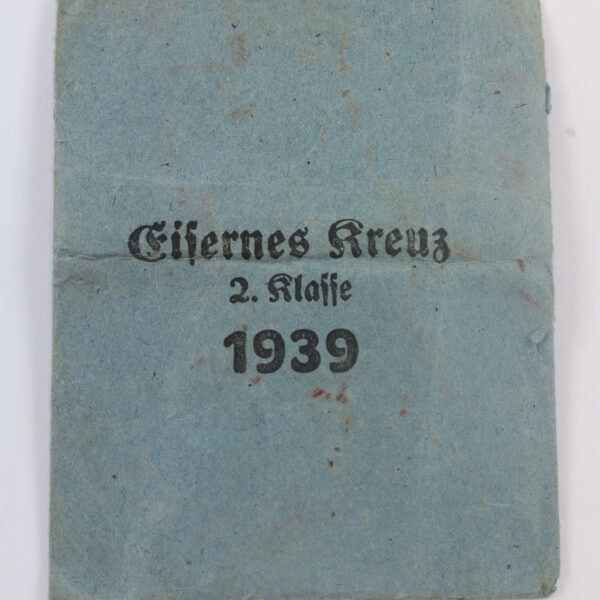 Eisernes Kreuz
2. Klasse
1939